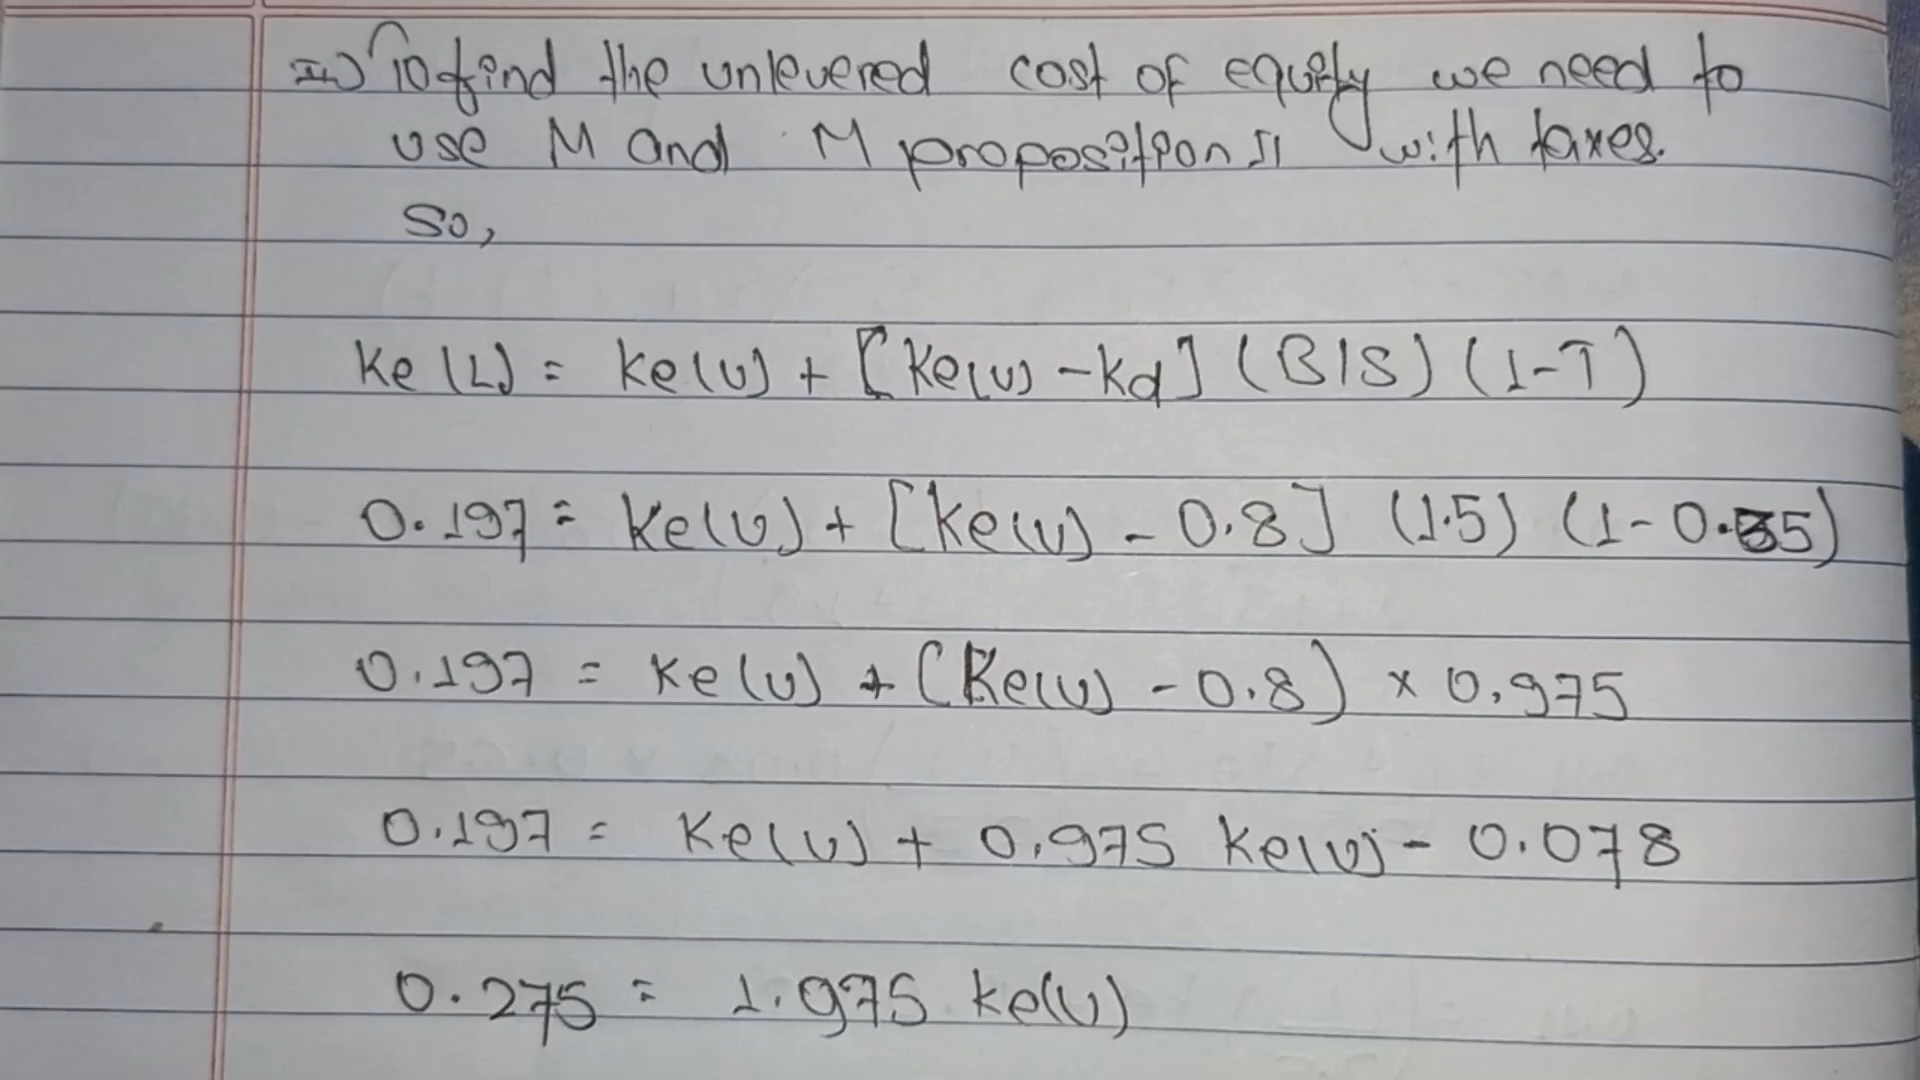 II) To find the unlevered cost of equity we need to
use M and M proposition II with taxes.
So,
Ke(L) = Ke(U) + [Ke(U) - Kd] (B/S) (1-T)
0.197 = Ke(U) + [Ke(U) - 0.8] (1.5) (1-0.35)
0.197 = Ke(U) + (Ke(U) - 0.8) × 0.975
0.197 = Ke(U) + 0.975 Ke(U) - 0.078
0.275 = 1.975 Ke(U)